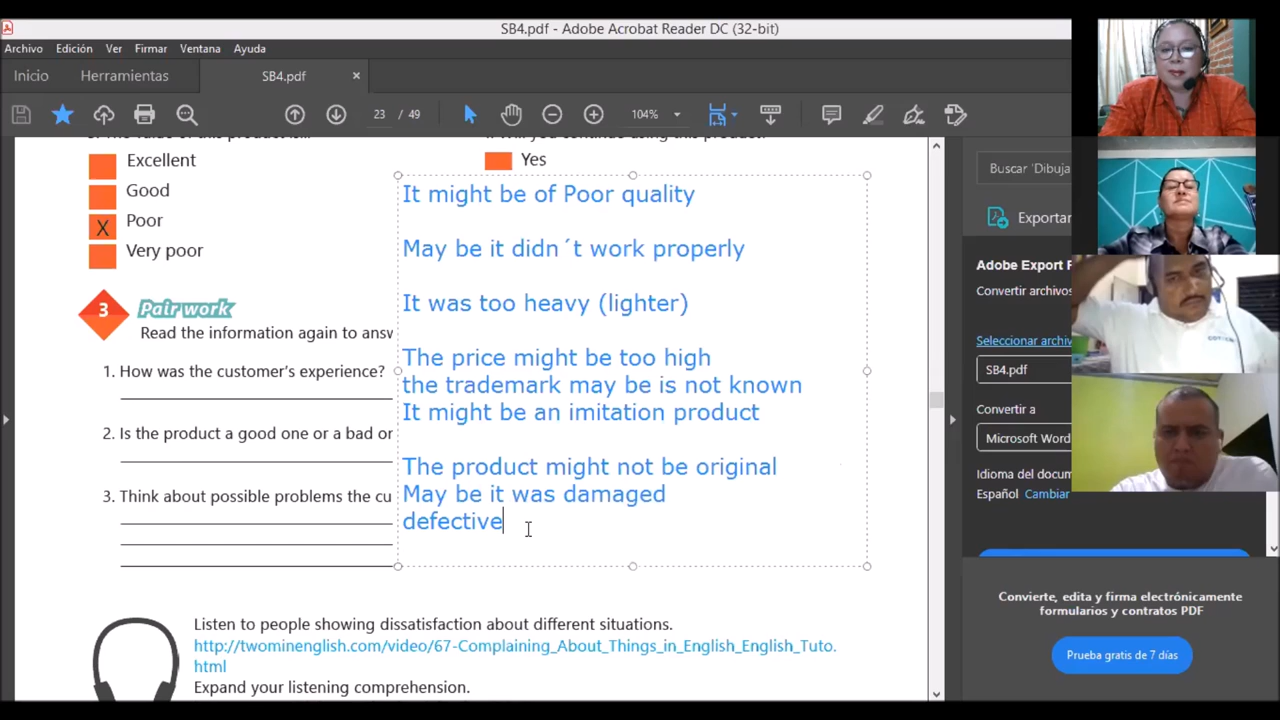 SB4.pdf - Adobe Acrobat Reader DC (32-bit)
Archivo Edición Ver Firmar Ventana Ayuda
Inicio Herramientas SB4.pdf ×
23 / 49 104%
Excellent
Good
X Poor
Very poor
Yes
It might be of Poor quality
May be it didn´t work properly
It was too heavy (lighter)
The price might be too high
the trademark may be is not known
It might be an imitation product
The product might not be original
May be it was damaged
defective
3 Pair work
Read the information again to answ
1. How was the customer's experience?
2. Is the product a good one or a bad or
3. Think about possible problems the cu
Listen to people showing dissatisfaction about different situations.
http://twominenglish.com/video/67-Complaining_About_Things_in_English_English_Tuto.
html
Expand your listening comprehension.
Buscar 'Dibuja
Exportar
Adobe Export P
Convertir archivos
Seleccionar archiv
SB4.pdf
Convertir a
Microsoft Word
Idioma del docum
Español Cambiar
Convierte, edita y firma electrónicamente
formularios y contratos PDF
Prueba gratis de 7 días